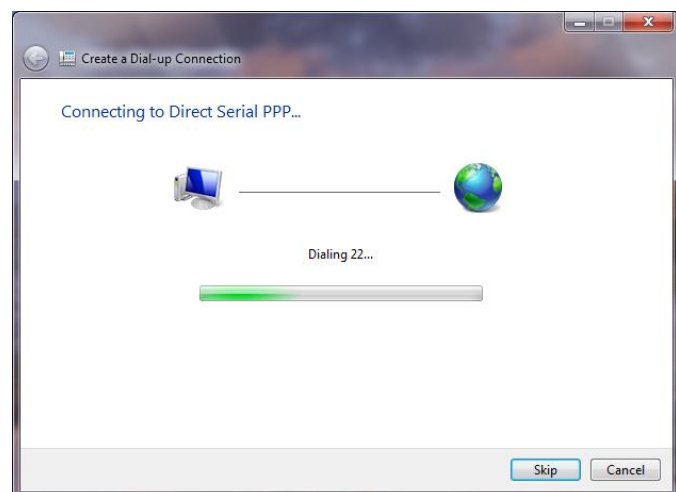 Create a Dial-up Connection
Connecting to Direct Serial PPP...
Dialing 22...
Skip
Cancel